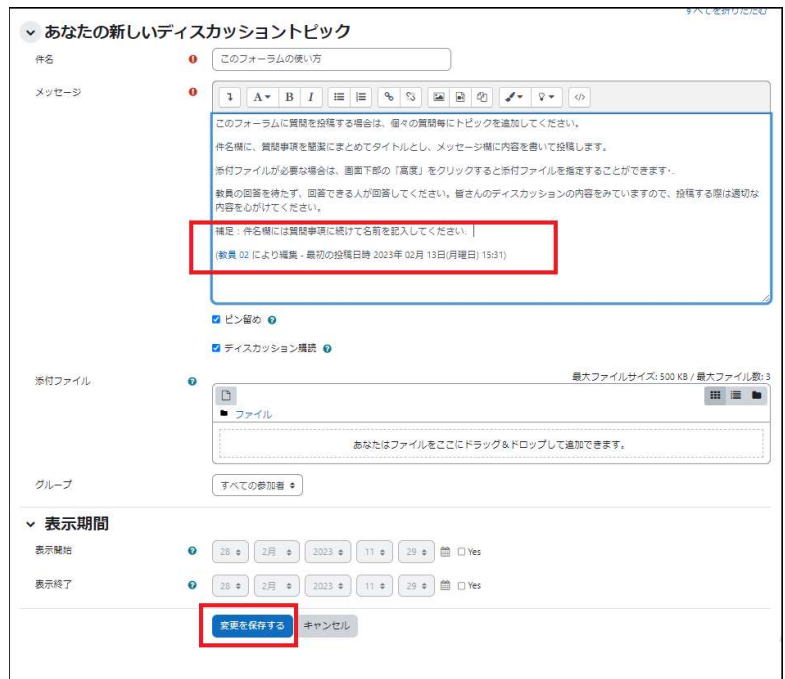 すべてを折りたたむ
あなたの新しいディスカッショントピック
件名
このフォーラムの使い方
メッセージ
A B I
このフォーラムに質問を投稿する場合は、個々の質問毎にトピックを追加してください。
件名欄に、質問事項を簡潔にまとめてタイトルとし、メッセージ欄に内容を書いて投稿します。
添付ファイルが必要な場合は、画面下部の「高度」をクリックすると添付ファイルを指定することができます・.
教員の回答を待たず、回答できる人が回答してください。皆さんのディスカッションの内容をみていますので、投稿する際は適切な
内容を心がけてください。
補足：件名欄には質問事項に続けて名前を記入してください.
(教員 02 により編集 - 最初の投稿日時 2023年 02月 13日(月曜日) 15:31)
ピン留め
ディスカッション購読
添付ファイル
最大ファイルサイズ: 500 KB / 最大ファイル数: 3
ファイル
あなたはファイルをここにドラッグ＆ドロップして追加できます。
グループ
すべての参加者
表示期間
表示開始
28 2月 2023 11 29 Yes
表示終了
28 2月 2023 11 29 Yes
変更を保存する キャンセル